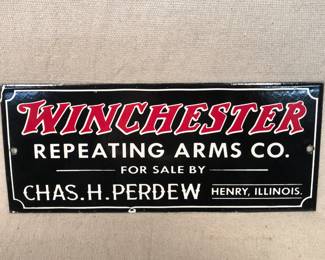 WINCHESTER
REPEATING ARMS CO.
FOR SALE BY
CHAS.H.PERDEW HENRY, ILLINOIS.